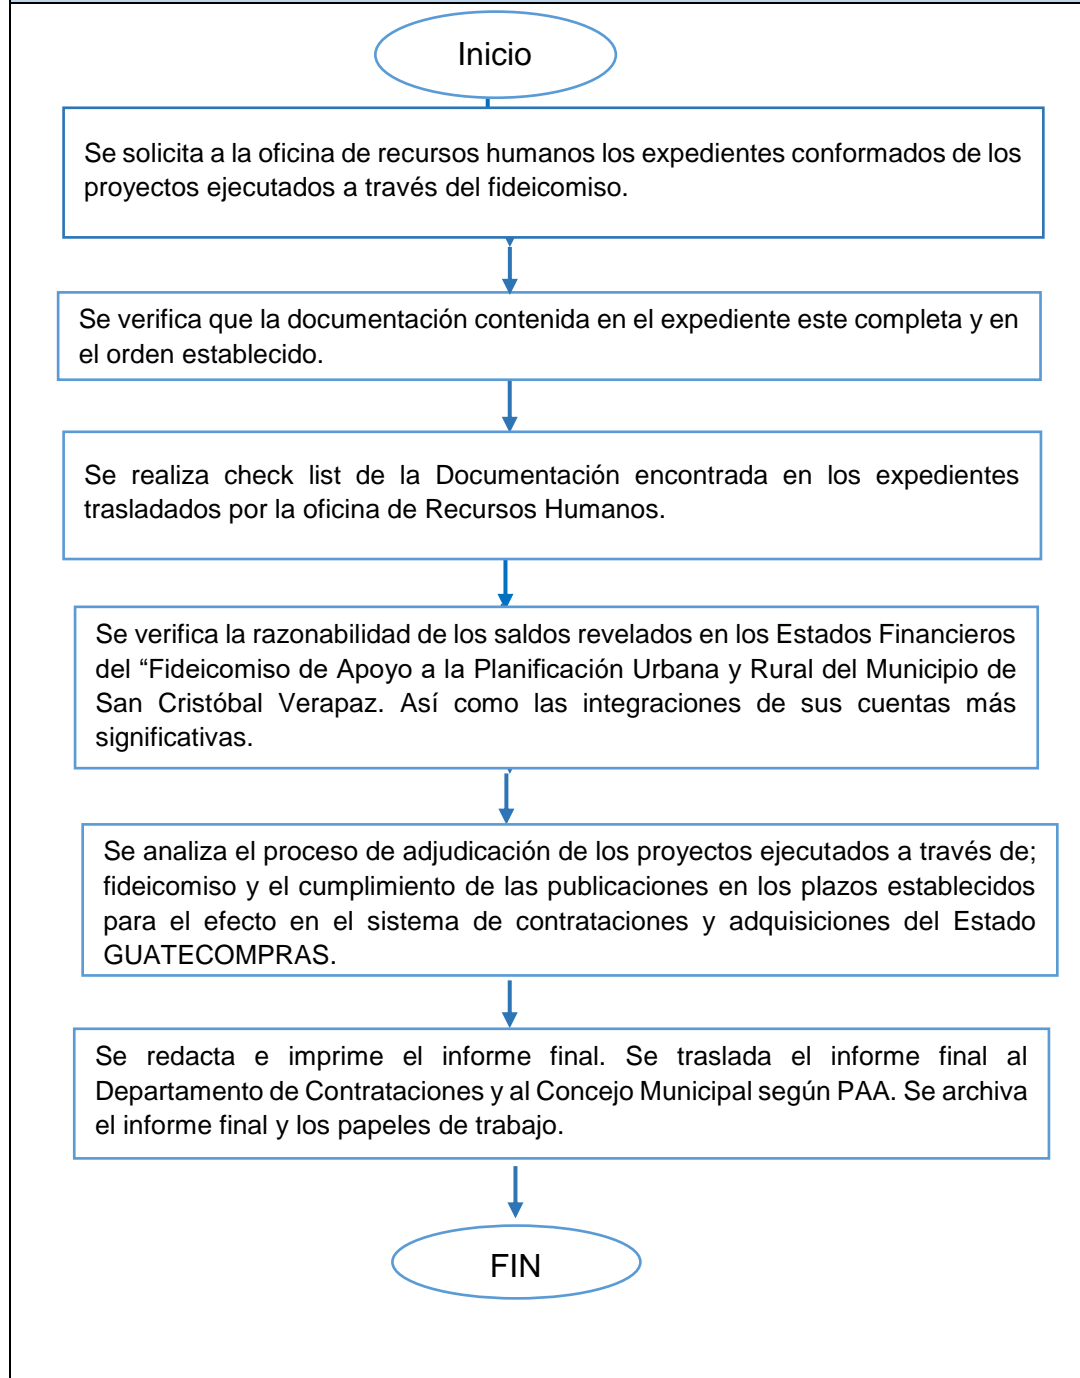 Inicio
Se solicita a la oficina de recursos humanos los expedientes conformados de los
proyectos ejecutados a través del fideicomiso.
Se verifica que la documentación contenida en el expediente este completa y en
el orden establecido.
Se realiza check list de la Documentación encontrada en los expedientes
trasladados por la oficina de Recursos Humanos.
Se verifica la razonabilidad de los saldos revelados en los Estados Financieros
del “Fideicomiso de Apoyo a la Planificación Urbana y Rural del Municipio de
San Cristóbal Verapaz. Así como las integraciones de sus cuentas más
significativas.
Se analiza el proceso de adjudicación de los proyectos ejecutados a través de;
fideicomiso y el cumplimiento de las publicaciones en los plazos establecidos
para el efecto en el sistema de contrataciones y adquisiciones del Estado
GUATECOMPRAS.
Se redacta e imprime el informe final. Se traslada el informe final al
Departamento de Contrataciones y al Concejo Municipal según PAA. Se archiva
el informe final y los papeles de trabajo.
FIN